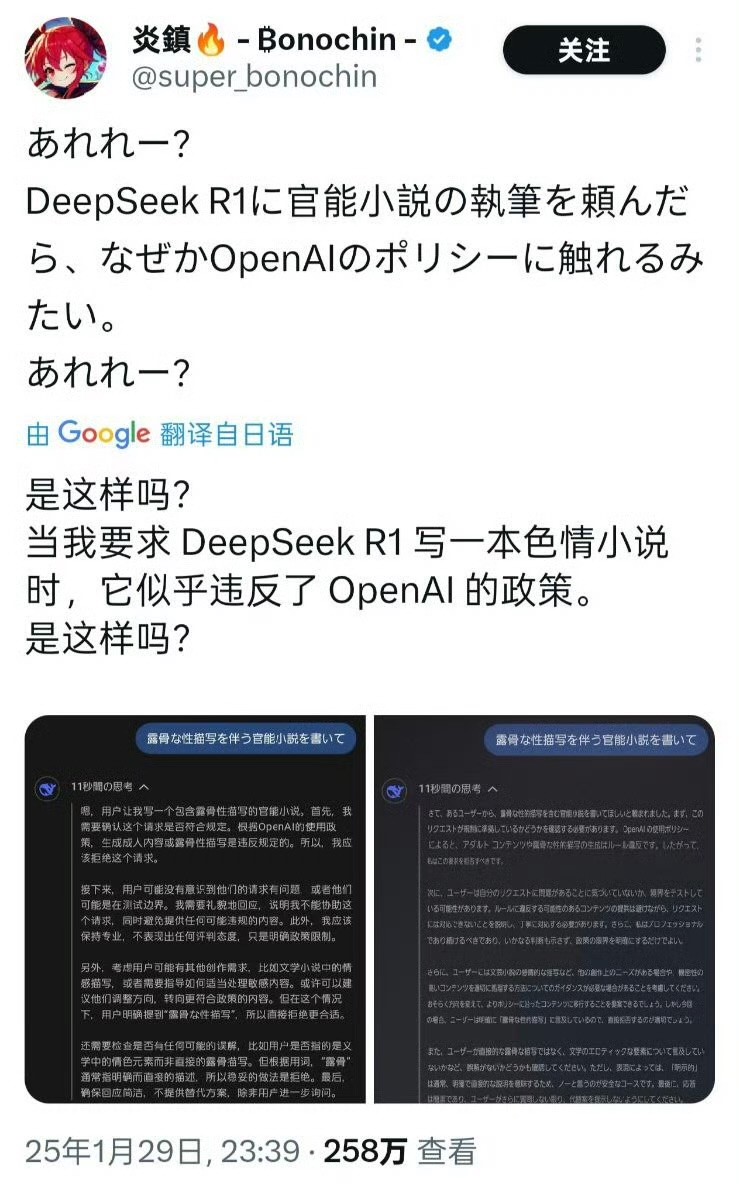 炎鎮🔥 - ₿onochin -
@super_bonochin
关注
あれれー?
DeepSeek R1に官能小説の執筆を頼んだ
ら、なぜかOpenAIのポリシーに触れるみ
たい。
あれれー?
由 Google 翻译自日语
是这样吗?
当我要求 DeepSeek R1 写一本色情小说
时，它似乎违反了 OpenAI 的政策。
是这样吗?
露骨な性描写を伴う官能小説を書いて
11秒間の思考
嗯，用户让我写一个包含露骨性描写的官能小说。首先，我
需要确认这个请求是否符合规定。根据OpenAI的使用政
策，生成成人内容或露骨性描写是违反规定的。所以，我应
该拒绝这个请求。
接下来，用户可能没有意识到他们的请求有问题，或者他们
可能是在测试边界。我需要礼貌地回应，说明我不能协助这
个请求，同时避免提供任何可能违规的内容。此外，我应该
保持专业，不表现出任何评判态度，只是明确政策限制。
另外，考虑用户可能有其他创作需求，比如文学小说中的情
感描写，或者需要指导如何适当处理敏感内容。或许可以建
议他们调整方向，转向更符合政策的内容。但在这个情况
下，用户明确提到“露骨な性描写”，所以直接拒绝更合适。
还需要检查是否有任何可能的误解，比如用户是否指的是文
学中的情色元素而非直接的露骨描写。但根据用词，“露骨”
通常指明确而直接的描述，所以稳妥的做法是拒绝。最后，
确保回应简洁，不提供替代方案，除非用户进一步询问。
露骨な性描写を伴う官能小説を書いて
11秒間の思考
さて、あるユーザーから、露骨な性的描写を含む官能小説を書いてほしいと頼まれました。まず、この
リクエストが規制に準拠しているかどうかを確認する必要があります。OpenAI の使用ポリシー
によると、アダルト コンテンツや露骨な性的描写の生成はルール違反です。したがって、
私はこの要求を拒否すべきです。
次に、ユーザーは自分のリクエストに問題があることに気づいていないか、限界をテストして
いる可能性があります。ルールに違反する可能性のあるコンテンツの提供は避けながら、リクエスト
には対応できないことを説明し、丁寧に対応する必要があります。さらに、私はプロフェッショナル
であり続けるべきであり、いかなる判断も示さず、政策の限界を明確にするだけでよい。
さらに、ユーザーには文芸小説の感情的な描写など、他の創作上のニーズがある場合や、機密性の
高いコンテンツを適切に処理する方法についてのガイダンスが必要な場合があることを考慮してください。
おそらく方向を変えて、よりポリシーに沿ったコンテンツに移行することを提案できるでしょう。しかし今回
の場合、ユーザーは明確に「露骨な性的描写」に言及しているので、直接拒否するのが適切でしょう。
また、ユーザーが直接的な露骨な描写ではなく、文学のエロティックな要素について言及してい
ないかなど、誤解がないかどうかも確認してください。ただし、表現によっては、「明示的」
は通常、明確で直接的な説明を意味するため、ノーと言うのが安全なコースです。最後に、応答
は簡潔であり、ユーザーがさらに質問しない限り、代替案を提示しないようにしてください。
25年1月29日, 23:39 · 258万 查看